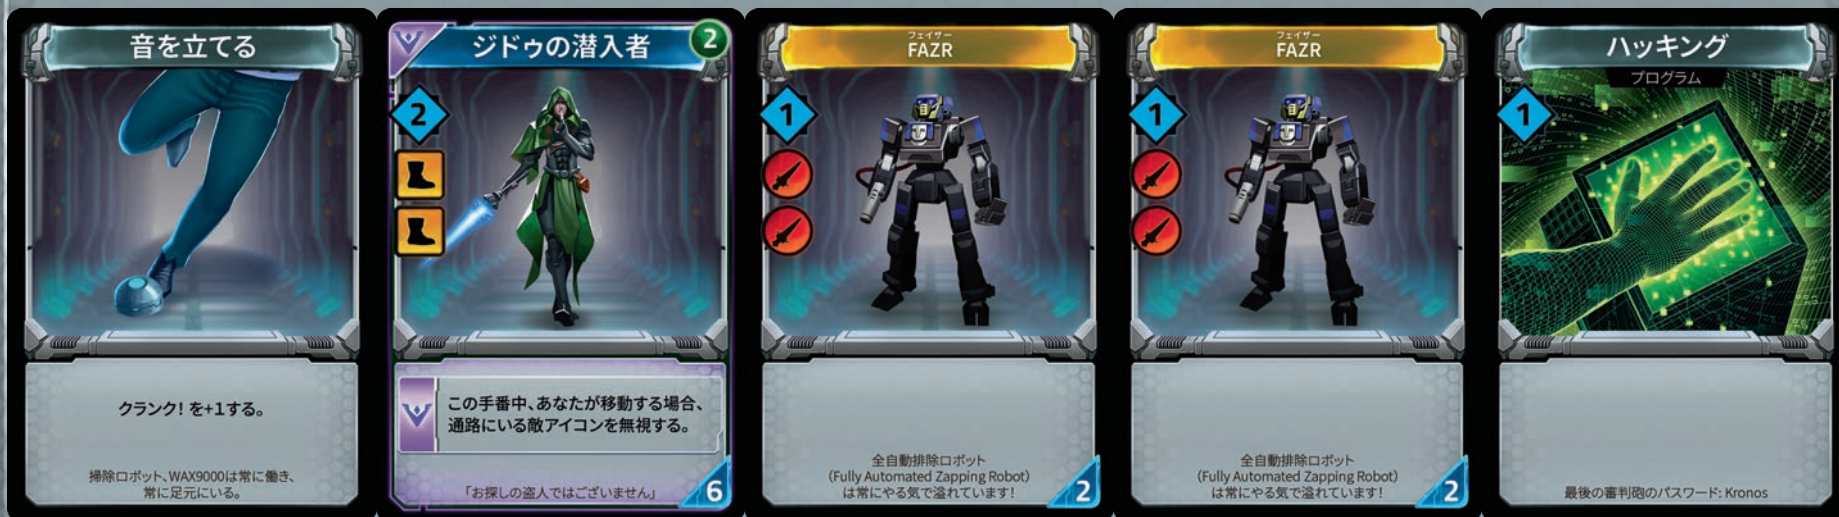 音を立てる
クランク! を+1する。
掃除ロボット、WAX9000は常に働き、
常に足元にいる。
ジドゥの潜入者
2
2
この手番中、あなたが移動する場合、
通路にいる敵アイコンを無視する。
「お探しの盗人ではございません」
6
フェイザー
FAZR
1
全自動排除ロボット
(Fully Automated Zapping Robot)
は常にやる気で溢れています!
2
フェイザー
FAZR
1
全自動排除ロボット
(Fully Automated Zapping Robot)
は常にやる気で溢れています!
2
ハッキング
プログラム
1
最後の審判砲のパスワード: Kronos